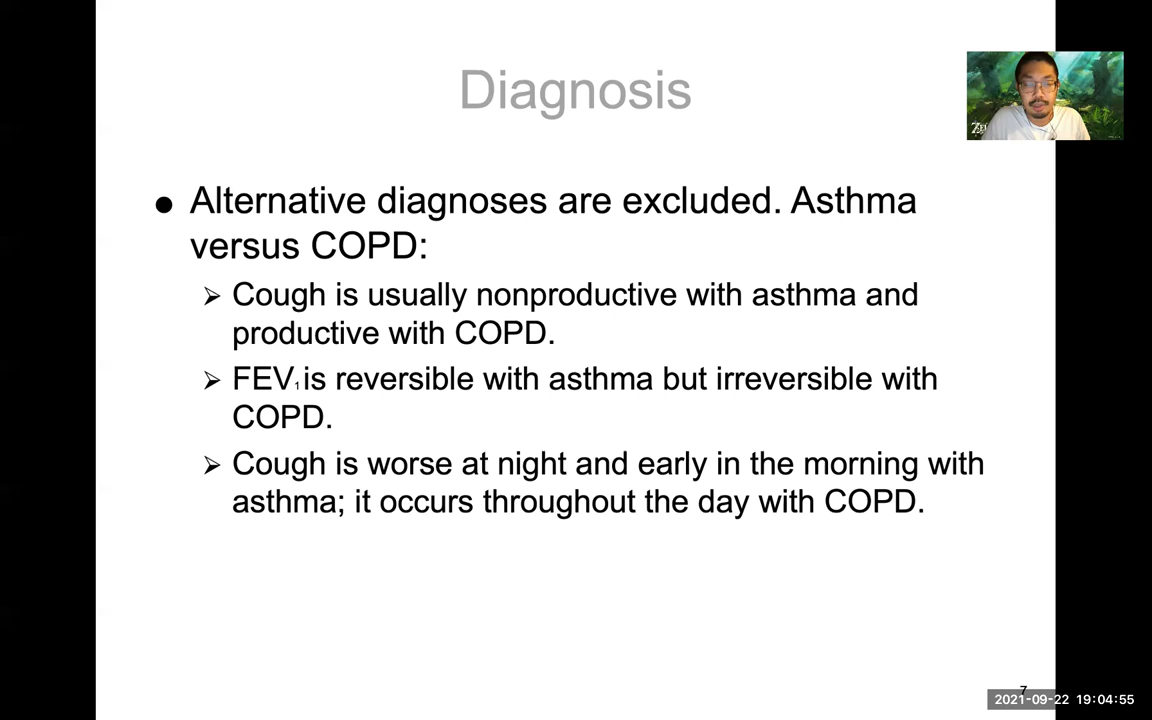 Diagnosis
● Alternative diagnoses are excluded. Asthma
versus COPD:
➢ Cough is usually nonproductive with asthma and
productive with COPD.
➢ FEV₁ is reversible with asthma but irreversible with
COPD.
➢ Cough is worse at night and early in the morning with
asthma; it occurs throughout the day with COPD.
7
2021-09-22 19:04:55